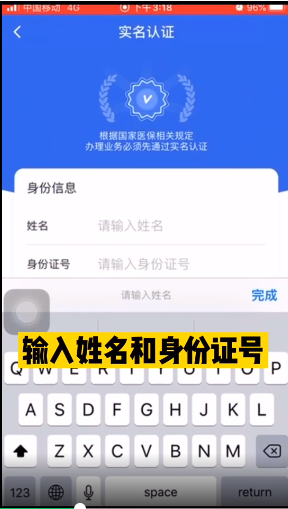 中国移动 4G 下午3:18 96%
实名认证
根据国家医保相关规定
办理业务必须先通过实名认证
身份信息
姓名 请输入姓名
身份证号 请输入身份证号
请输入姓名 完成
输入姓名和身份证号
Q W E R T Y U I O P
A S D F G H J K L
Z X C V B N M
123 space return